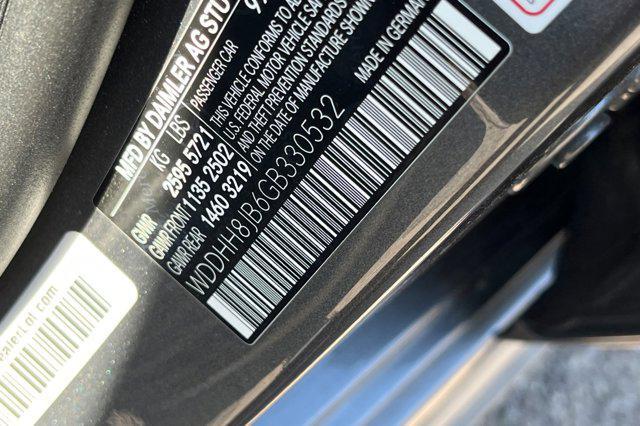 MFD BY DAIMLER AG STU
KG LBS PASSENGER CAR
GVWR 2595 5721
GAWR FRONT 1135 2502
GAWR REAR 1460 3219
THIS VEHICLE CONFORMS TO
U.S. FEDERAL MOTOR VEHICLE
AND THEFT PREVENTION STANDARDS
ON THE DATE OF MANUFACTURE SHOWN
MADE IN GERMANY
WDDHH8JB6GB330532